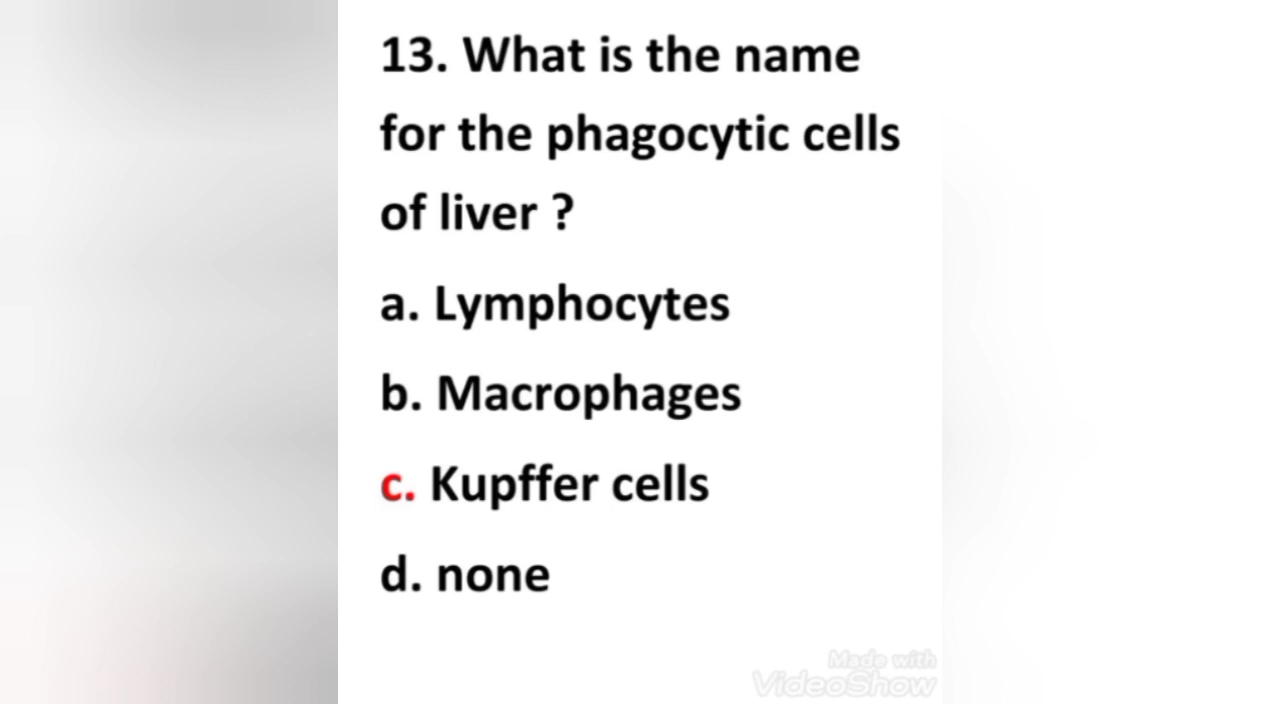 13. What is the name
for the phagocytic cells
of liver ?
a. Lymphocytes
b. Macrophages
c. Kupffer cells
d. none
Made with
VideoShow